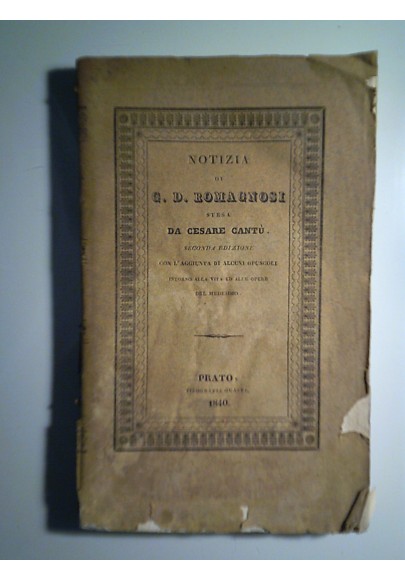 NOTIZIA
DI
G. D. ROMAGNOSI
STESA
DA CESARE CANTÙ.
SECONDA EDIZIONE
CON L'AGGIUNTA DI ALCUNI OPUSCOLI
INTORNO ALLA VITA ED ALLE OPERE
DEL MEDESIMO.
PRATO,
1840.